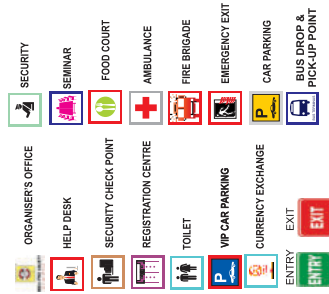 SECURITY
SEMINAR
FOOD COURT
AMBULANCE
FIRE BRIGADE
EMERGENCY EXIT
P
CAR PARKING
BUS DROP &
PICK-UP POINT
ORGANISER'S OFFICE
HELP DESK
SECURITY CHECK POINT
REGISTRATION CENTRE
TOILET
P
VIP CAR PARKING
CURRENCY EXCHANGE
ENTRY
ENTRY
EXIT
EXIT